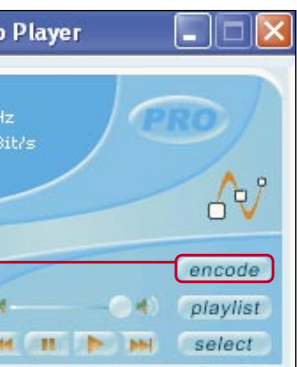 o Player
Hz
Bit/s
PRO
encode
playlist
select